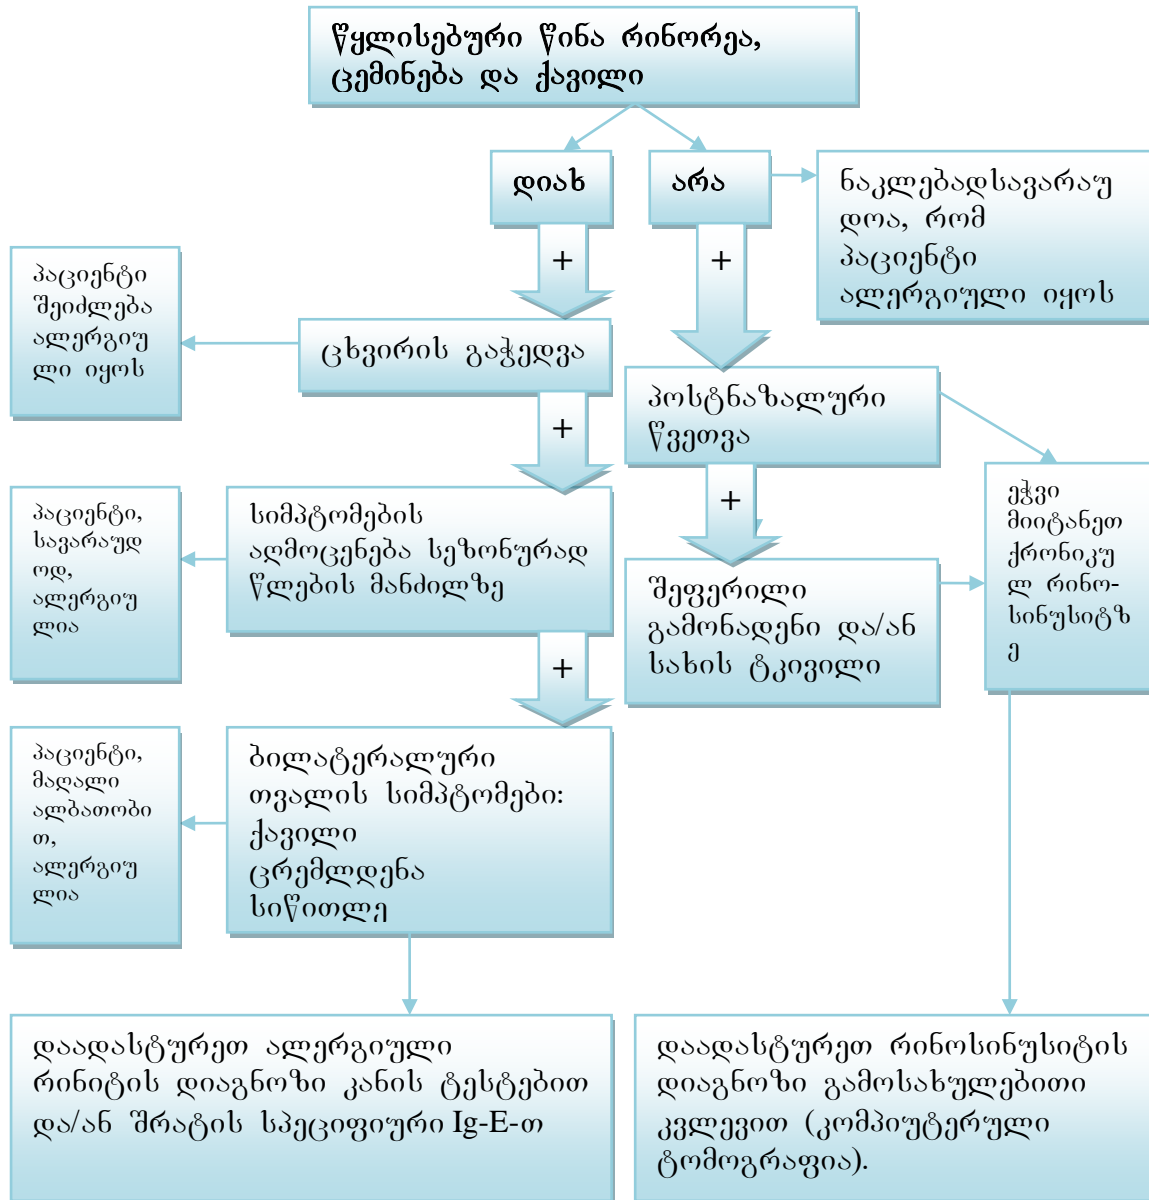 წყლისებური წინა რინორეა,
ცემინება და ქავილი
დიახ
არა
ნაკლებადსავარაუ
დოა, რომ
პაციენტი
ალერგიული იყოს
+
+
პაციენტი
შეიძლება
ალერგიუ
ლი იყოს
ცხვირის გაჭედვა
პოსტნაზალური
წვეთვა
+
+
პაციენტი,
სავარაუდ
ოდ,
ალერგიუ
ლია
სიმპტომების
აღმოცენება სეზონურად
წლების მანძილზე
შეფერილი
გამონადენი და/ან
სახის ტკივილი
ეჭვი
მიიტანეთ
ქრონიკუ
ლ რინო-
სინუსიტზ
ე
+
პაციენტი,
მაღალი
ალბათობი
თ,
ალერგიუ
ლია
ბილატერალური
თვალის სიმპტომები:
ქავილი
ცრემლდენა
სიწითლე
დაადასტურეთ ალერგიული
რინიტის დიაგნოზი კანის ტესტებით
და/ან შრატის სპეციფიური Ig-E-თ
დაადასტურეთ რინოსინუსიტის
დიაგნოზი გამოსახულებითი
კვლევით (კომპიუტერული
ტომოგრაფია).